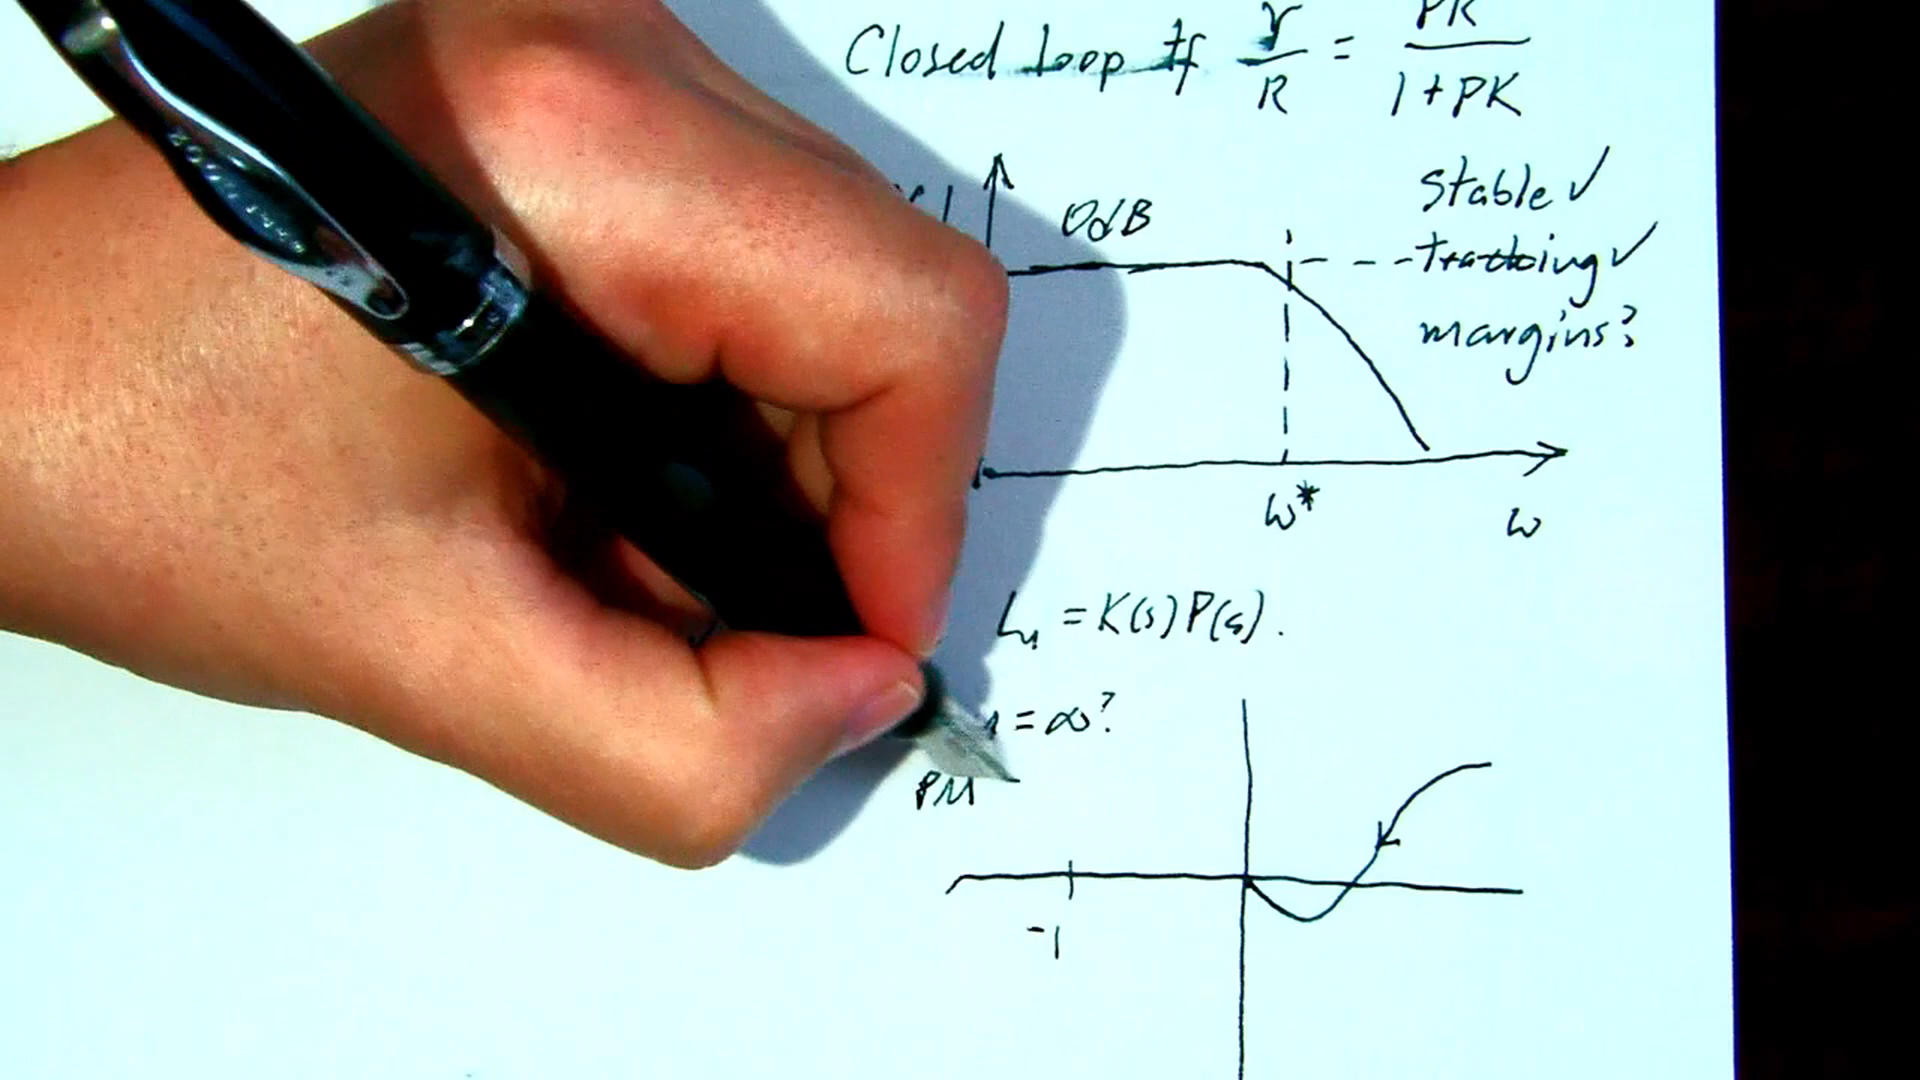 Closed Loop tf Y/R = PK/1+PK
0dB
Stable ✓
tracking ✓
margins?
ω*
ω
= K(s)P(s).
= ∞?
PM
-1